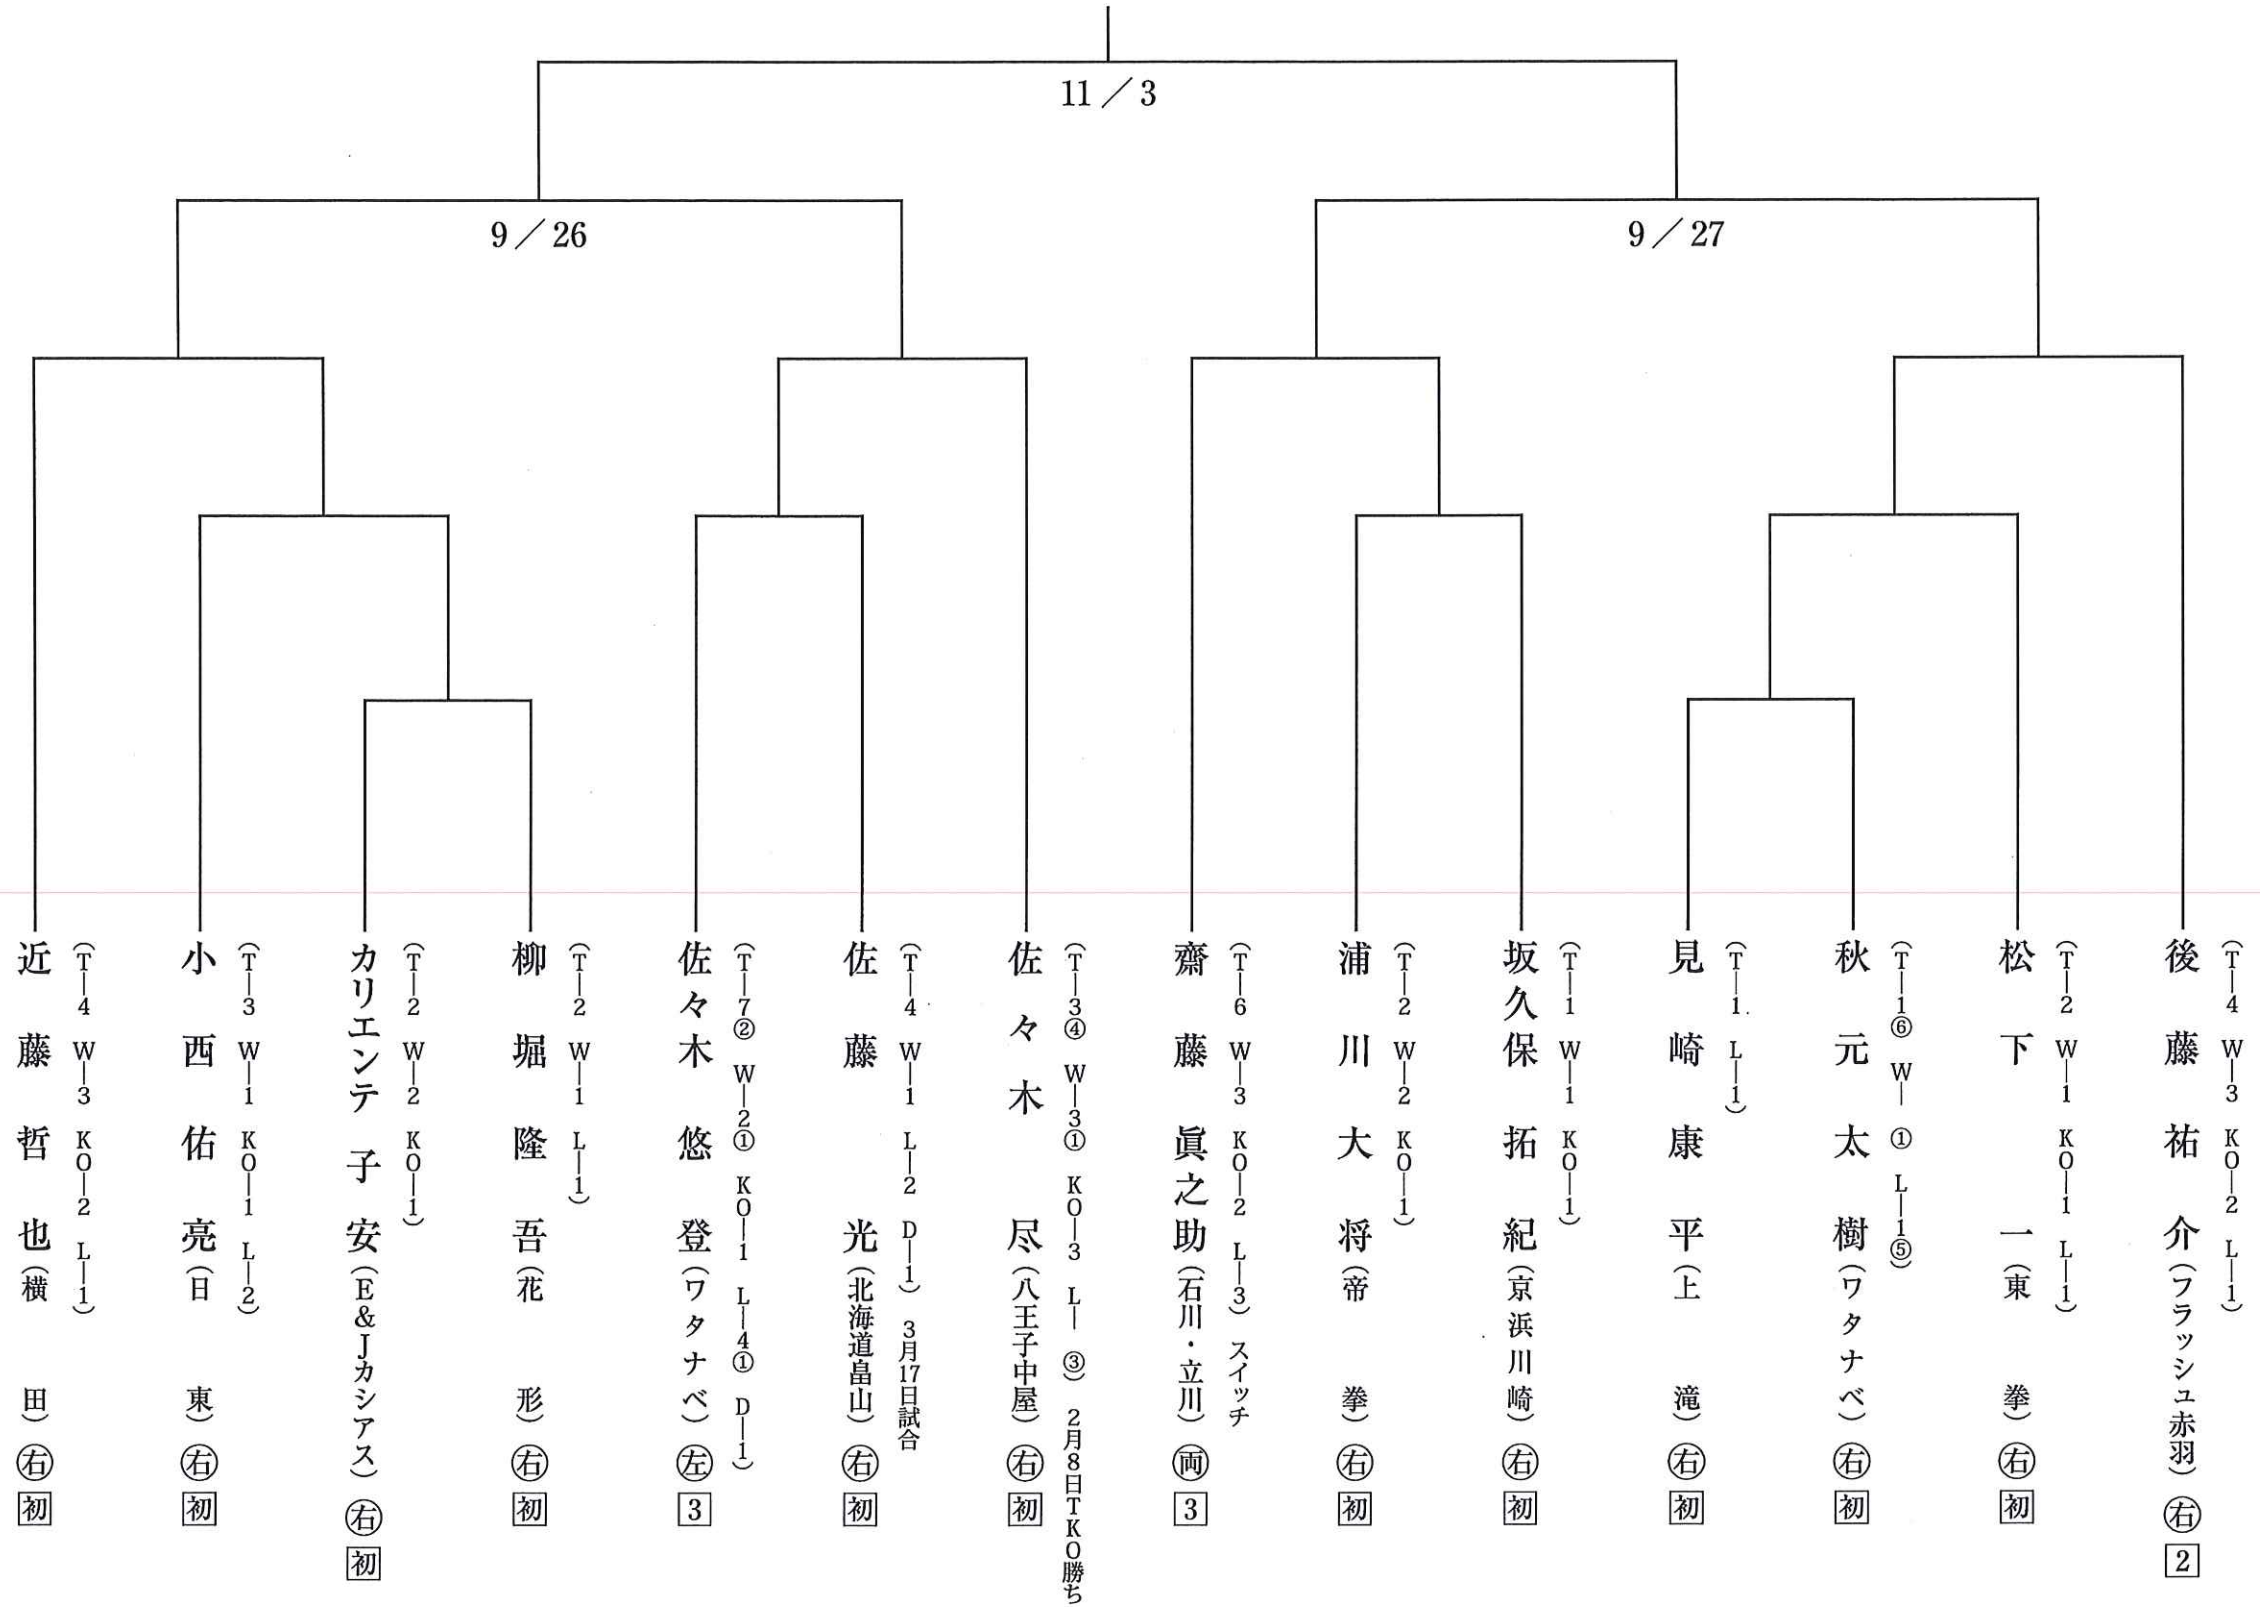 11/3
9/26
9/27
近藤哲也(横田)右初
(T—4 W—3 KO—2 L—1)
小西佑亮(日東)右初
(T—3 W—1 KO—1 L—2)
カリエンテ子安(E&Jカシアス)右初
(T—2 W—2 KO—1)
柳堀隆吾(花形)右初
(T—2 W—1 L—1)
佐々木悠登(ワタナベ)左3
(T—7② W—2① KO—1 L—4① D—1)
佐藤光(北海道畠山)右初
(T—4 W—1 L—2 D—1) 3月17日試合
佐々木尽(八王子中屋)右初
(T—3④ W—3① KO—3 L—③) 2月8日TKO勝ち
齋藤眞之助(石川・立川)両3
(T—6 W—3 KO—2 L—3) スイッチ
浦川大将(帝拳)右初
(T—2 W—2 KO—1)
坂久保拓紀(京浜川崎)右初
(T—1 W—1 KO—1)
見崎康平(上滝)右初
(T—1 L—1)
秋元太樹(ワタナベ)右初
(T—1⑥ W—① L—1⑤)
松下一(東拳)右初
(T—2 W—1 KO—1 L—1)
後藤祐介(フラッシュ赤羽)右2
(T—4 W—3 KO—2 L—1)